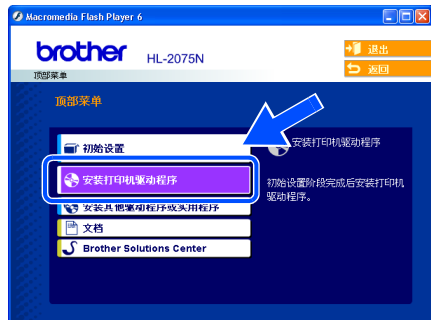 Macromedia Flash Player 6
brother HL-2075N
退出
返回
顶部菜单
顶部菜单
初始设置
安装打印机驱动程序
安装其他驱动程序或实用程序
文档
Brother Solutions Center
安装打印机驱动程序
初始设置阶段完成后安装打印机
驱动程序。